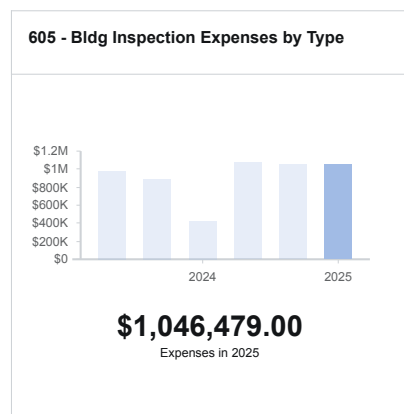 605 - Bldg Inspection Expenses by Type
$1.2M
$1M
$800K
$600K
$400K
$200K
$0
2024 2025
$1,046,479.00
Expenses in 2025